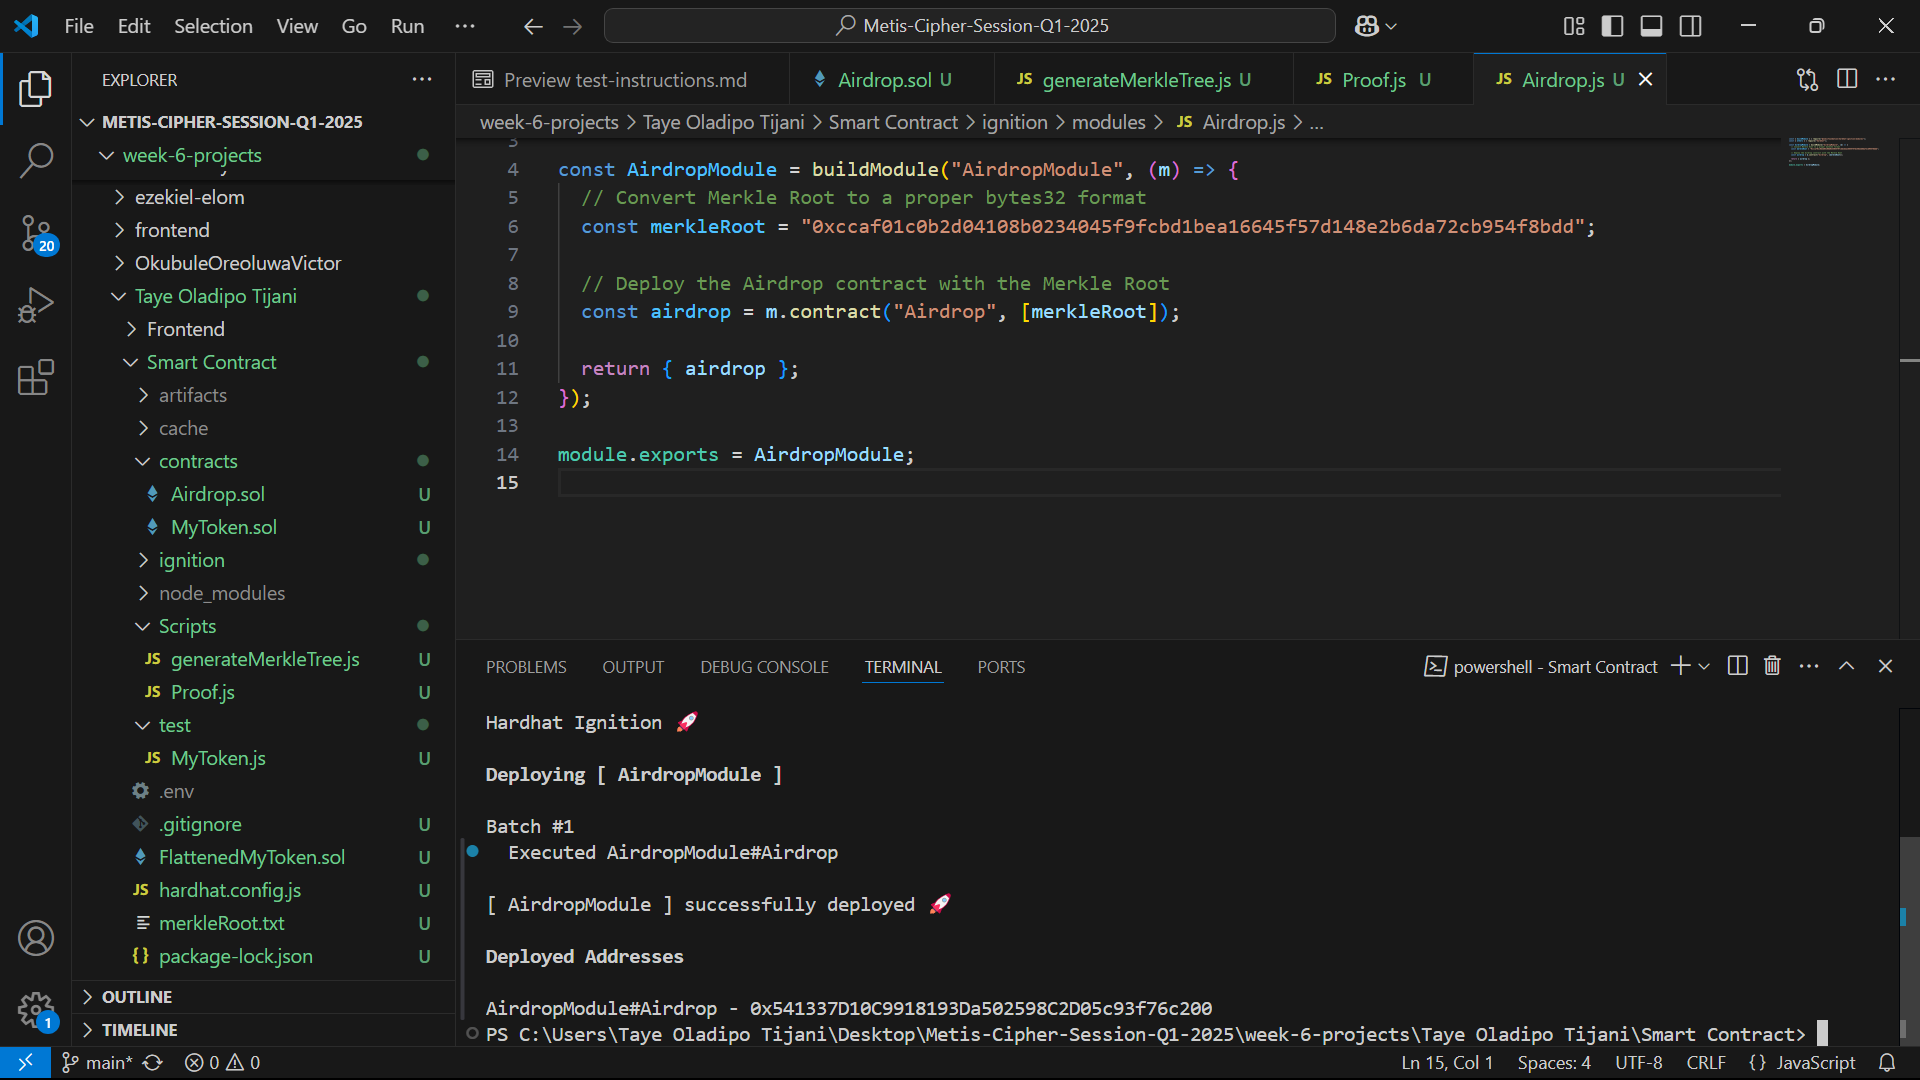 File Edit Selection View Go Run ··· Metis-Cipher-Session-Q1-2025
EXPLORER ···
METIS-CIPHER-SESSION-Q1-2025
week-6-projects
ezekiel-elom
frontend
OkubuleOreoluwaVictor
Taye Oladipo Tijani
Frontend
Smart Contract
artifacts
cache
contracts
Airdrop.sol U
MyToken.sol U
ignition
node_modules
Scripts
JS generateMerkleTree.js U
JS Proof.js U
test
JS MyToken.js U
.env
.gitignore U
FlattenedMyToken.sol U
JS hardhat.config.js U
merkleRoot.txt U
{} package-lock.json U
OUTLINE
TIMELINE
20
1
Preview test-instructions.md Airdrop.sol U JS generateMerkleTree.js U JS Proof.js U JS Airdrop.js U
week-6-projects > Taye Oladipo Tijani > Smart Contract > ignition > modules > JS Airdrop.js > ...
3
4 const AirdropModule = buildModule("AirdropModule", (m) => {
5 // Convert Merkle Root to a proper bytes32 format
6 const merkleRoot = "0xccaf01c0b2d04108b0234045f9fcbd1bea16645f57d148e2b6da72cb954f8bdd";
7
8 // Deploy the Airdrop contract with the Merkle Root
9 const airdrop = m.contract("Airdrop", [merkleRoot]);
10
11 return { airdrop };
12 });
13
14 module.exports = AirdropModule;
15
PROBLEMS OUTPUT DEBUG CONSOLE TERMINAL PORTS powershell - Smart Contract
Hardhat Ignition 🚀
Deploying [ AirdropModule ]
Batch #1
Executed AirdropModule#Airdrop
[ AirdropModule ] successfully deployed 🚀
Deployed Addresses
AirdropModule#Airdrop - 0x541337D10C9918193Da502598C2D05c93f76c200
PS C:\Users\Taye Oladipo Tijani\Desktop\Metis-Cipher-Session-Q1-2025\week-6-projects\Taye Oladipo Tijani\Smart Contract>
main* 0 0 Ln 15, Col 1 Spaces: 4 UTF-8 CRLF {} JavaScript